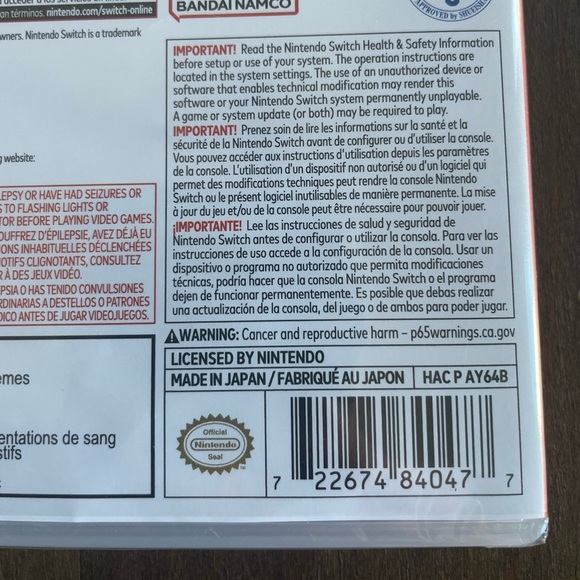 an términos. nintendo.com/switch-online
BANDAI NAMCO
APPROVED by SHUEISHA
wners. Nintendo Switch is a trademark
IMPORTANT! Read the Nintendo Switch Health & Safety Information
before setup or use of your system. The operation instructions are
located in the system settings. The use of an unauthorized device or
software that enables technical modification may render this
software or your Nintendo Switch system permanently unplayable.
A game or system update (or both) may be required to play.
IMPORTANT! Prenez soin de lire les informations sur la santé et la
sécurité de la Nintendo Switch avant de configurer ou d'utiliser la console.
Vous pouvez accéder aux instructions d'utilisation depuis les paramètres
de la console. L'utilisation d'un dispositif non autorisé ou d'un logiciel qui
permet des modifications techniques peut rendre la console Nintendo
Switch ou le présent logiciel inutilisables de manière permanente. La mise
à jour du jeu et/ou de la console peut être nécessaire pour pouvoir jouer.
¡IMPORTANTE! Lee las instrucciones de salud y seguridad de
Nintendo Switch antes de configurar o utilizar la consola. Para ver las
instrucciones de uso accede a la configuración de la consola. Usar un
dispositivo o programa no autorizado que permita modificaciones
técnicas, podría hacer que la consola Nintendo Switch o el programa
dejen de funcionar permanentemente. Es posible que debas realizar
una actualización de la consola, del juego o de ambos para poder jugar.
g website:
LEPSY OR HAVE HAD SEIZURES OR
S TO FLASHING LIGHTS OR
TOR BEFORE PLAYING VIDEO GAMES.
OUFFREZ D'ÉPILEPSIE, AVEZ DÉJÀ EU
ONS INHABITUELLES DÉCLENCHÉES
OTIFS CLIGNOTANTS, CONSULTEZ
R À DES JEUX VIDÉO.
PSIA O HAS TENIDO CONVULSIONES
RDINARIAS A DESTELLOS O PATRONES
DICO ANTES DE JUGAR VIDEOJUEGOS.
WARNING: Cancer and reproductive harm – p65warnings.ca.gov
LICENSED BY NINTENDO
MADE IN JAPAN / FABRIQUÉ AU JAPON HAC P AY64B
emes
entations de sang
stifs
Official
Nintendo
Seal
7 22674 84047 7